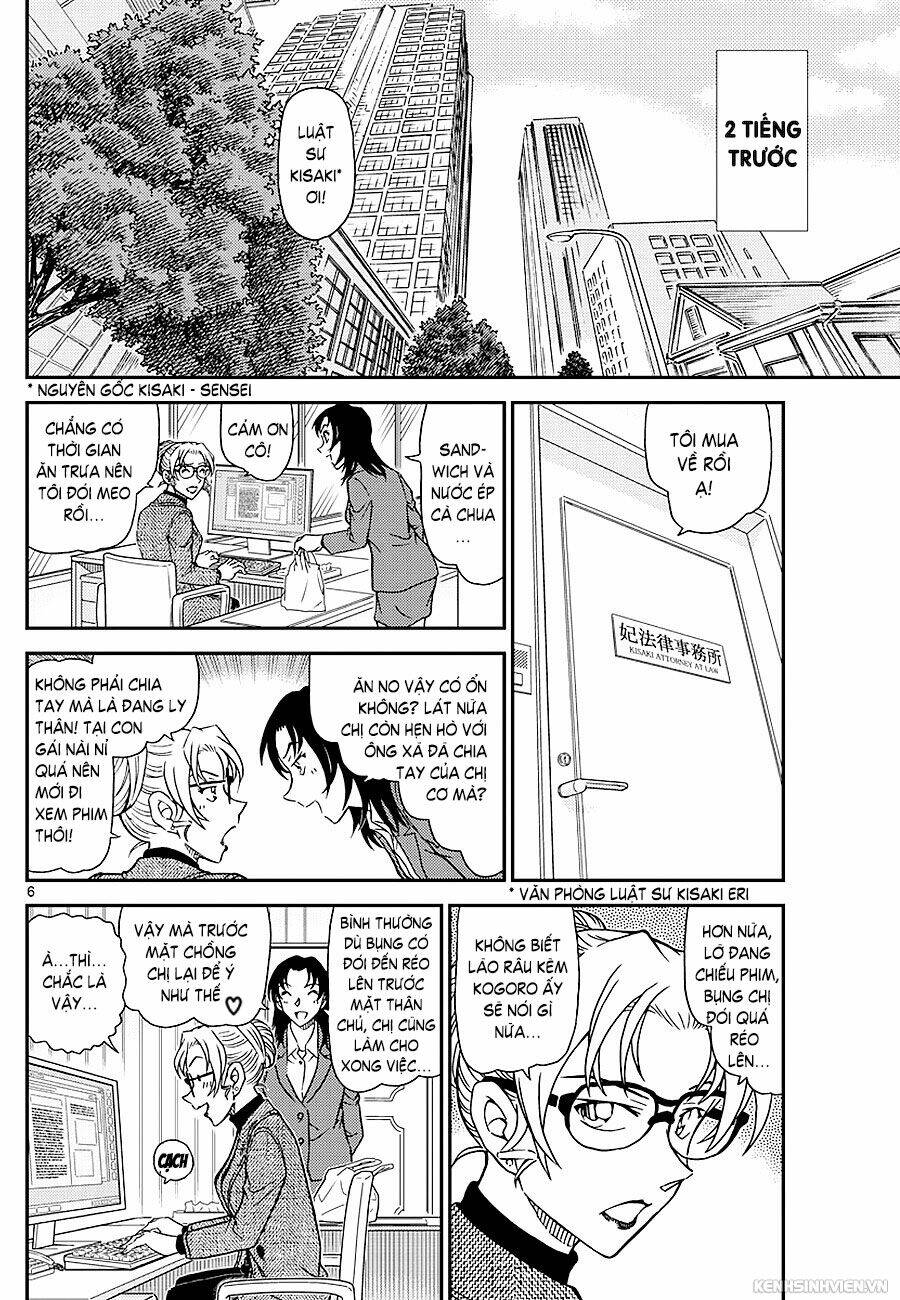 2 TIẾNG
TRƯỚC
LUẬT
SƯ
KISAKI*
ƠI!
* NGUYÊN GỐC KISAKI - SENSEI
TÔI MUA
VỀ RỒI
Ạ!
妃法律事務所
KISAKI ATTORNEY AT LAW
* VĂN PHÒNG LUẬT SƯ KISAKI ERI
SAND-
WICH VÀ
NƯỚC ÉP
CÀ CHUA
...
CẢM ƠN
CÔ!
CHẲNG CÓ
THỜI GIAN
ĂN TRƯA NÊN
TÔI ĐÓI MEO
RỒI...
ĂN NO VẬY CÓ ỔN
KHÔNG? LÁT NỮA
CHỊ CÒN HẸN HÒ VỚI
ÔNG XÃ ĐÃ CHIA
TAY CỦA CHỊ
CƠ MÀ?
KHÔNG PHẢI CHIA
TAY MÀ LÀ ĐANG LY
THÂN! TẠI CON
GÁI NÀI NỈ
QUÁ NÊN
MỚI ĐI
XEM PHIM
THÔI!
6
HƠN NỮA,
LỠ ĐANG
CHIẾU PHIM,
BỤNG CHỊ
ĐÓI QUÁ
RÉO
LÊN...
KHÔNG BIẾT
LÃO RÂU KẼM
KOGORO ẤY
SẼ NÓI GÌ
NỮA...
BÌNH THƯỜNG
DÙ BỤNG CÓ
ĐÓI ĐẾN RÉO
LÊN TRƯỚC
MẶT THÂN
CHỦ, CHỊ CŨNG
LÀM CHO
XONG VIỆC...
VẬY MÀ TRƯỚC
MẶT CHỒNG
CHỊ LẠI ĐỂ Ý
NHƯ THẾ
♡
À...THÌ...
CHẮC LÀ
VẬY...
CẠCH
KENHSINHVIEN.VN